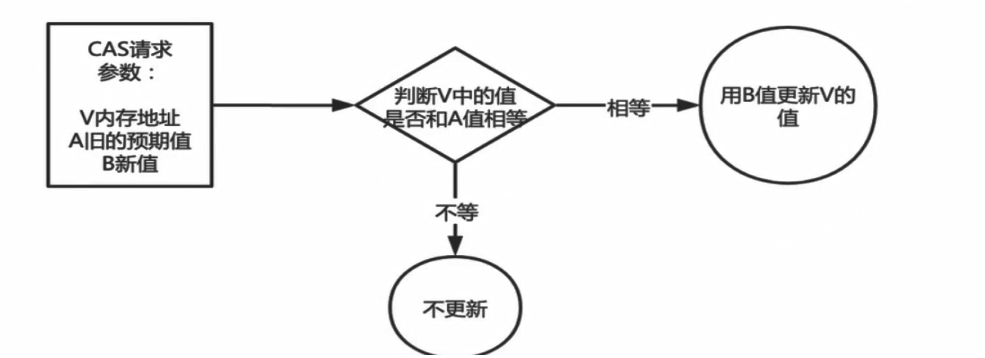 CAS请求
参数：
V内存地址
A旧的预期值
B新值
判断V中的值
是否和A值相等
相等
用B值更新V的
值
不等
不更新